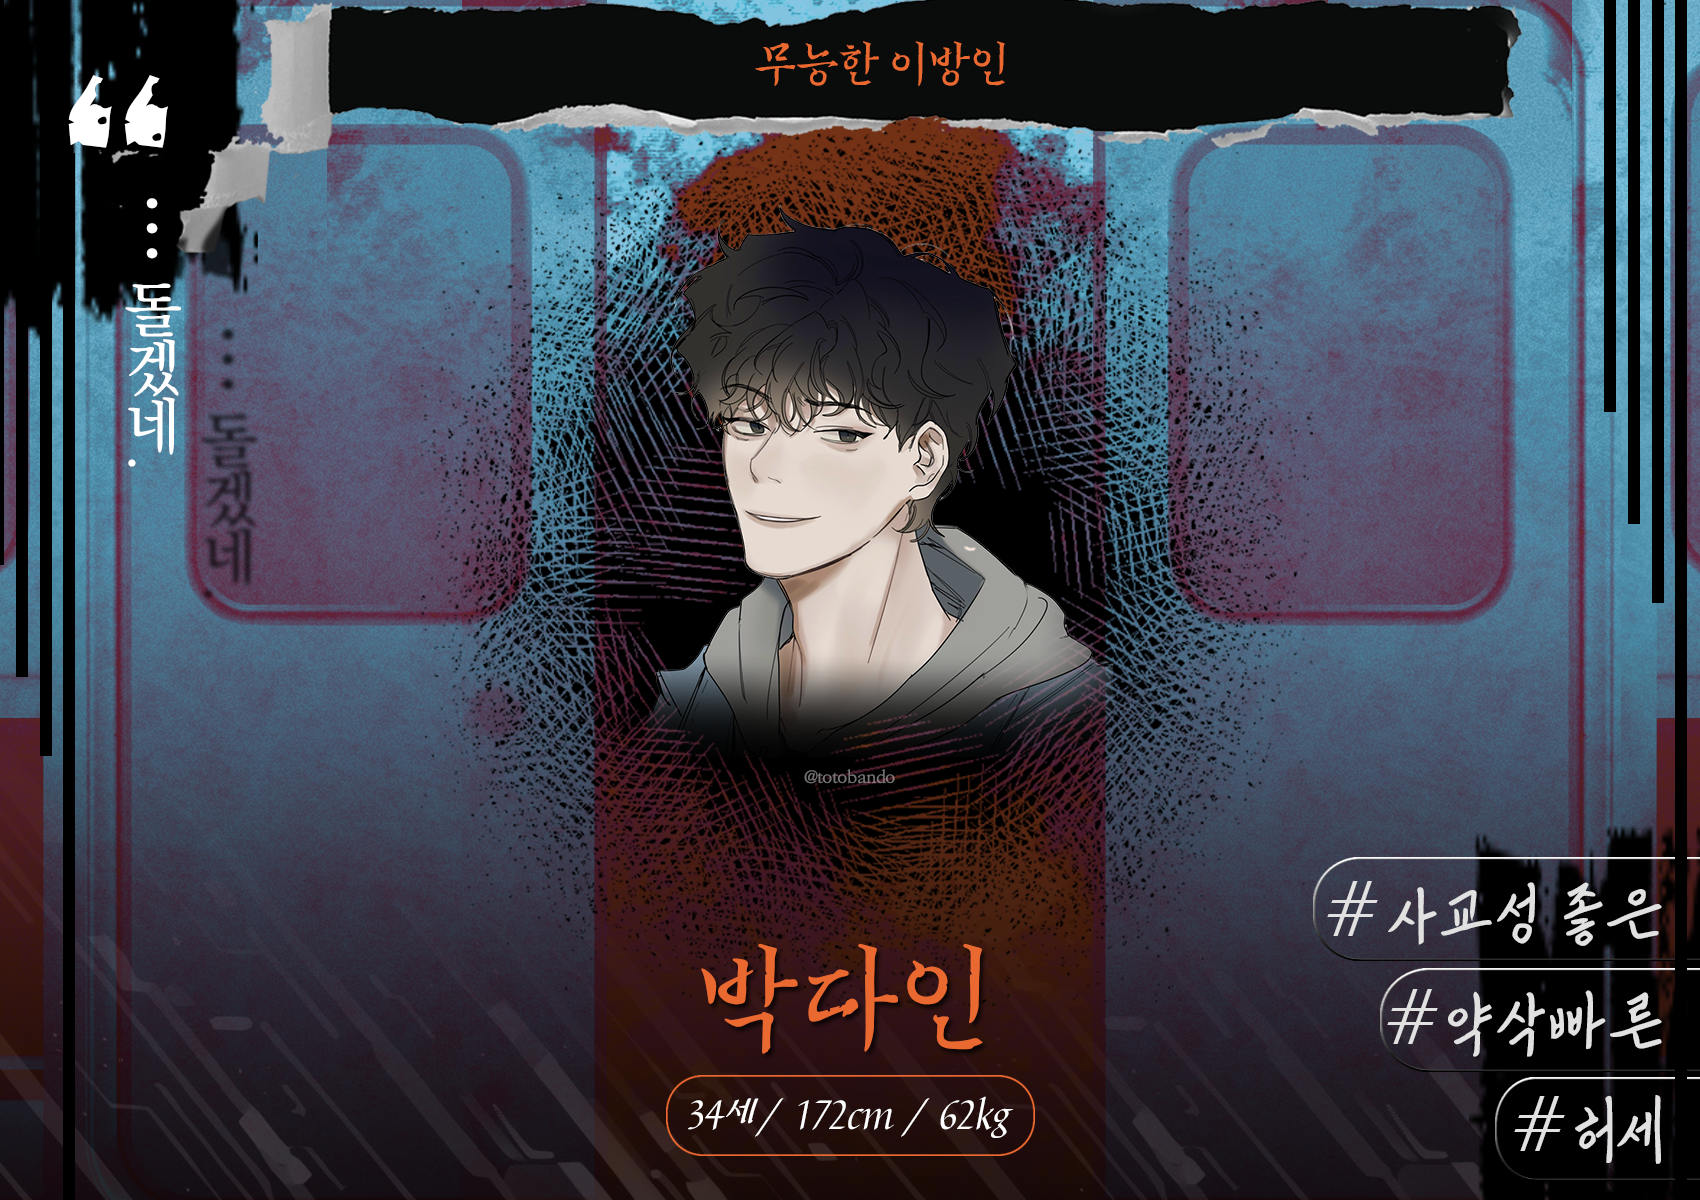 무능한 이방인
“
… 돌겠네.
… 돌겠네.
@totobando
박다인
34세/ 172cm / 62kg
#사교성 좋은
#약삭빠른
#허세